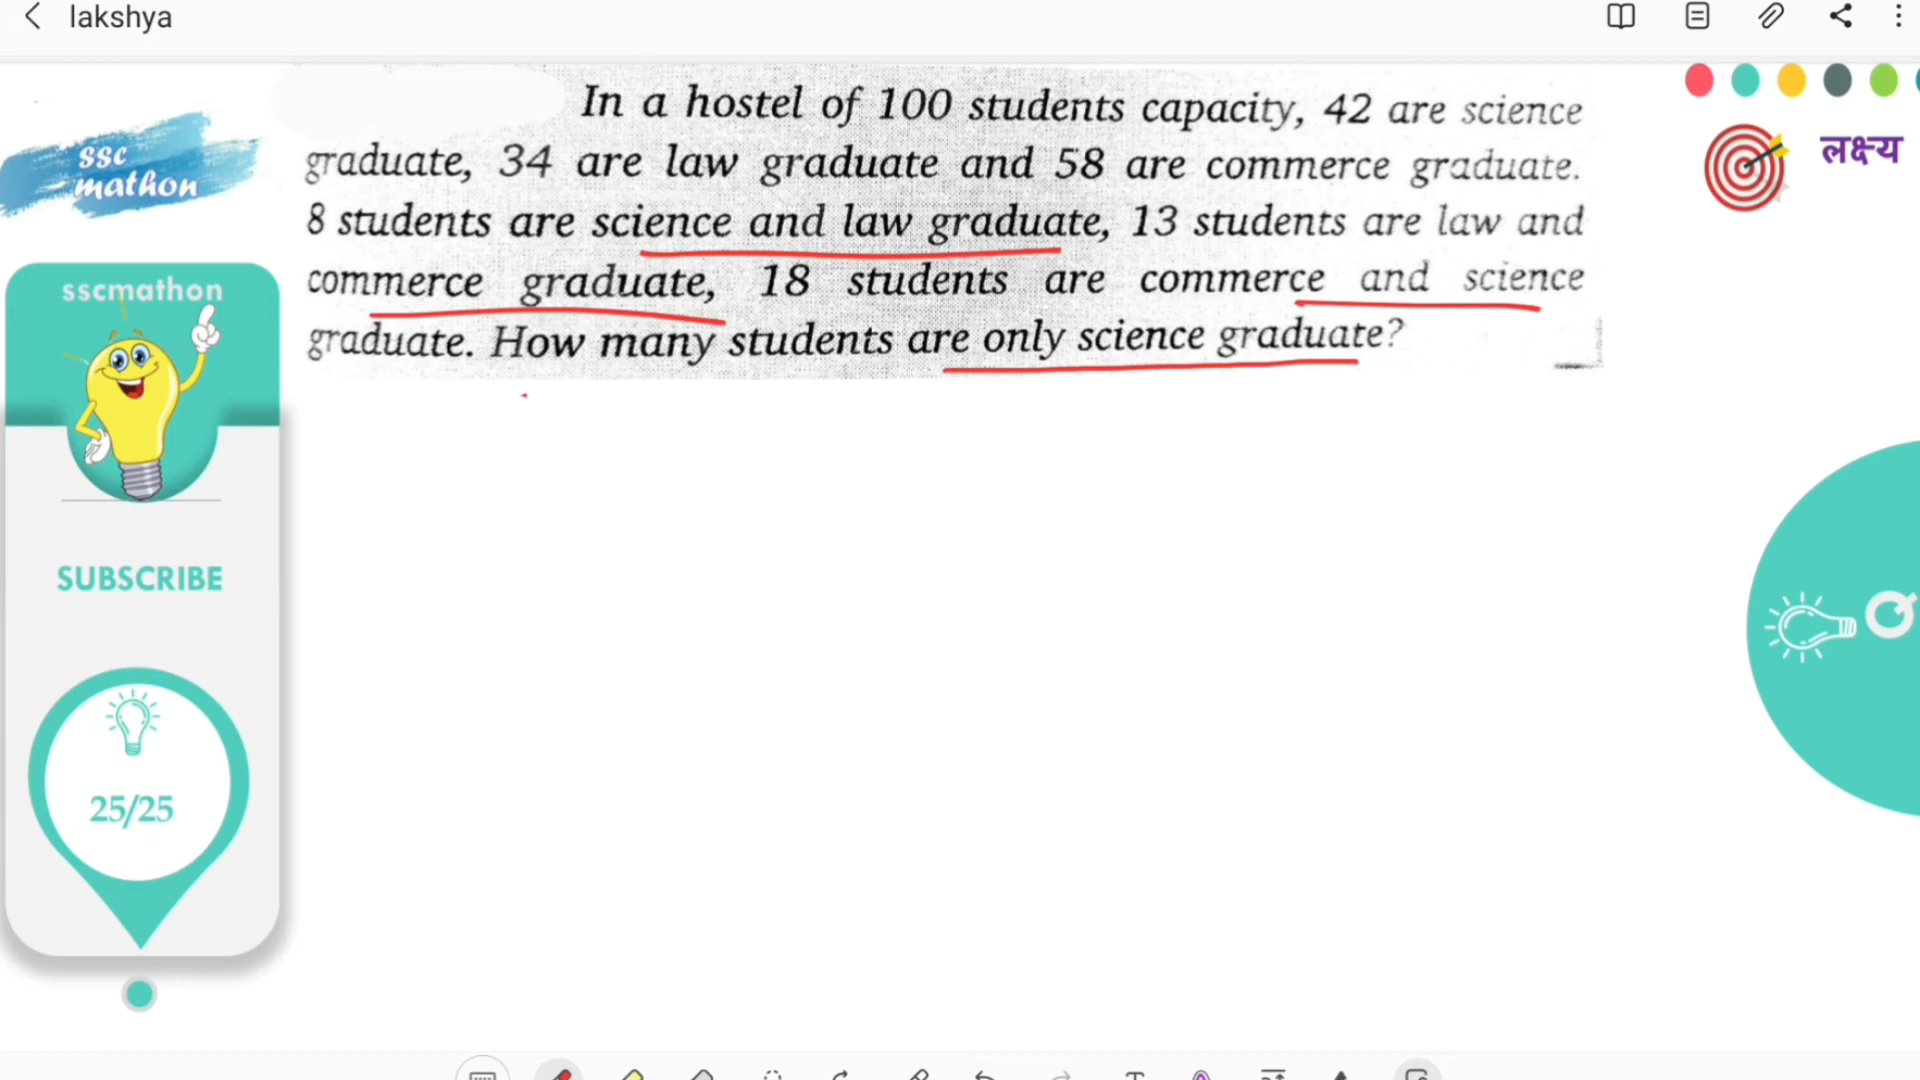 lakshya
In a hostel of 100 students capacity, 42 are science
graduate, 34 are law graduate and 58 are commerce graduate.
8 students are science and law graduate, 13 students are law and
commerce graduate, 18 students are commerce and science
graduate. How many students are only science graduate?
ssc
mathon
लक्ष्य
sscmathon
SUBSCRIBE
25/25
Q